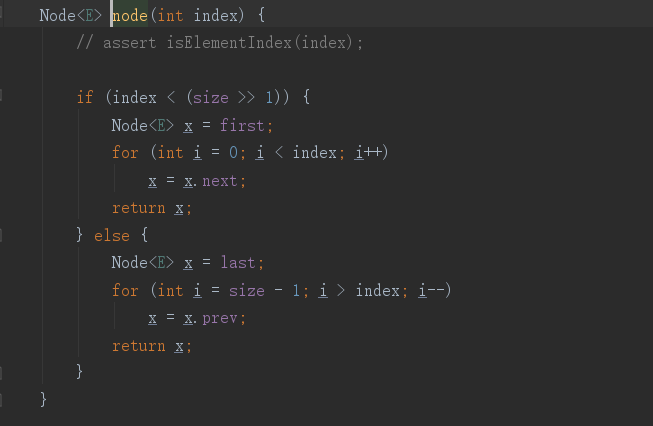 Node<E> node(int index) {
// assert isElementIndex(index);
if (index < (size >> 1)) {
Node<E> x = first;
for (int i = 0; i < index; i++)
x = x.next;
return x;
} else {
Node<E> x = last;
for (int i = size - 1; i > index; i--)
x = x.prev;
return x;
}
}